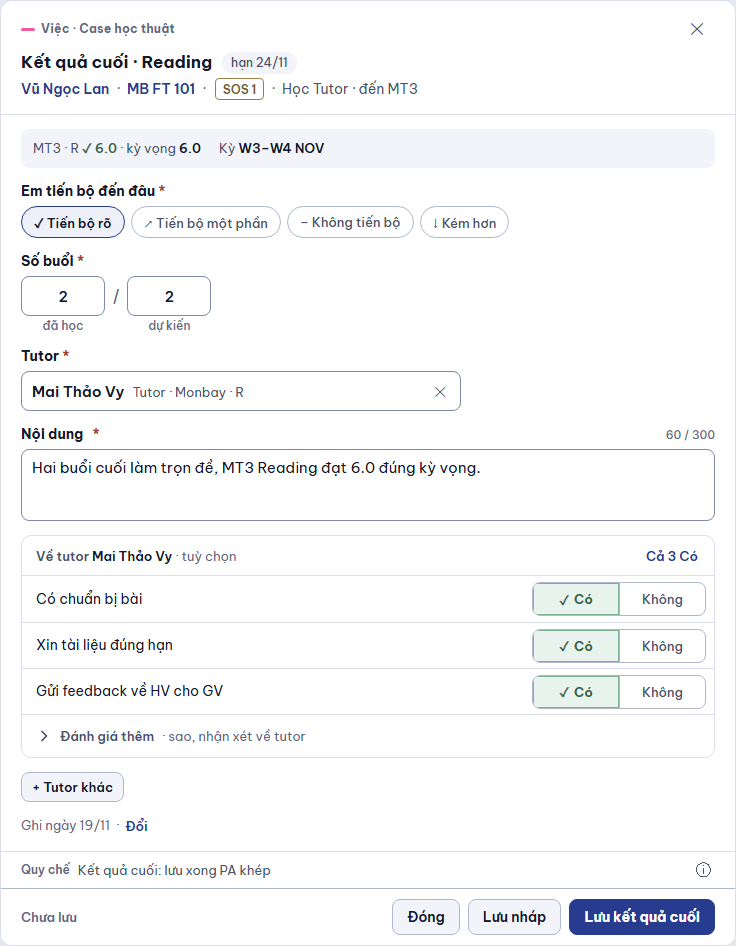 Việc · Case học thuật
Kết quả cuối · Reading hạn 24/11
Vũ Ngọc Lan · MB FT 101 · SOS 1 · Học Tutor · đến MT3
MT3 · R ✓ 6.0 · kỳ vọng 6.0 Kỳ W3–W4 NOV
Em tiến bộ đến đâu *
✓ Tiến bộ rõ ↗ Tiến bộ một phần – Không tiến bộ ↓ Kém hơn
Số buổi *
2 / 2
đã học dự kiến
Tutor *
Mai Thảo Vy Tutor · Monbay · R
Nội dung * 60 / 300
Hai buổi cuối làm trọn đề, MT3 Reading đạt 6.0 đúng kỳ vọng.
Về tutor Mai Thảo Vy · tuỳ chọn Cả 3 Có
Có chuẩn bị bài ✓ Có Không
Xin tài liệu đúng hạn ✓ Có Không
Gửi feedback về HV cho GV ✓ Có Không
Đánh giá thêm · sao, nhận xét về tutor
+ Tutor khác
Ghi ngày 19/11 · Đổi
Quy chế Kết quả cuối: lưu xong PA khép
Chưa lưu Đóng Lưu nháp Lưu kết quả cuối